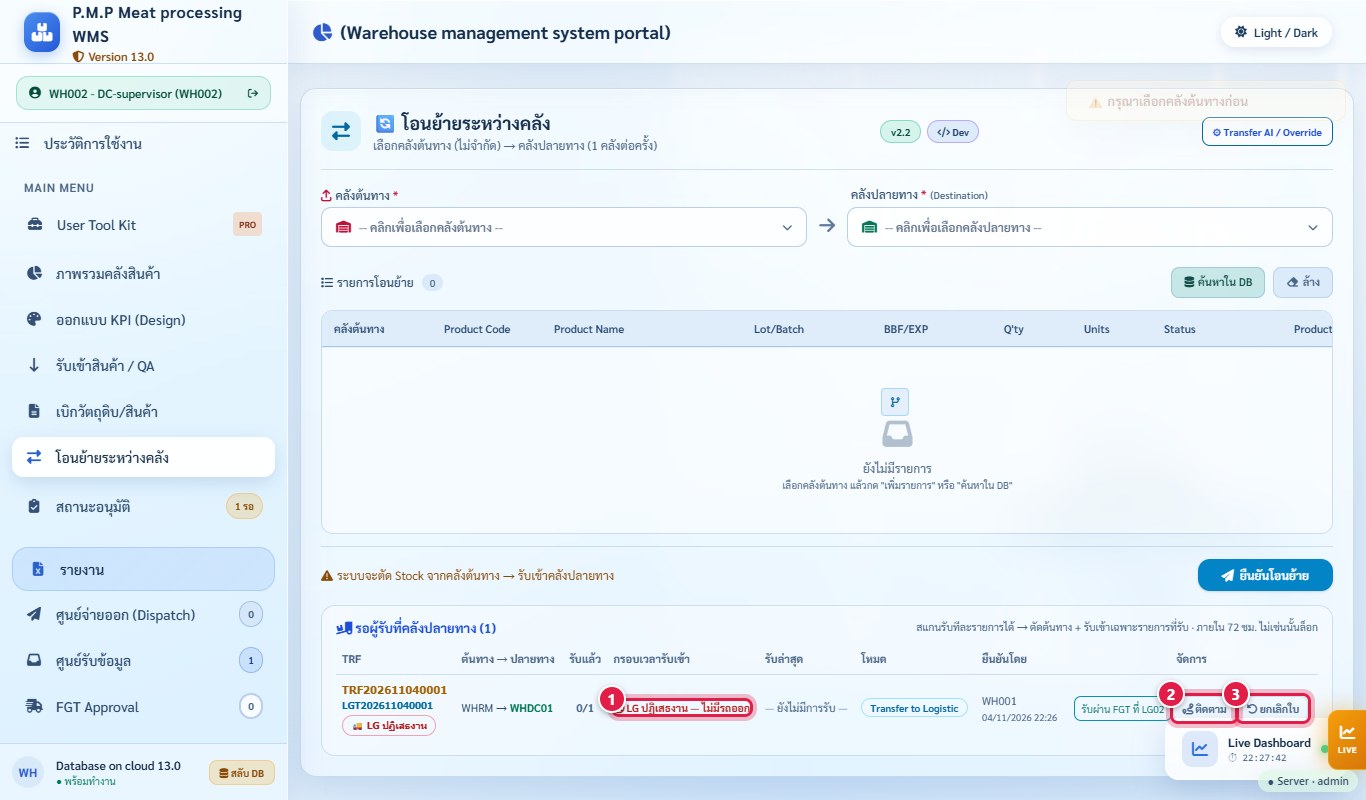 P.M.P Meat processing
WMS
Version 13.0
WH002 - DC-supervisor (WH002)
ประวัติการใช้งาน
MAIN MENU
User Tool Kit
PRO
ภาพรวมคลังสินค้า
ออกแบบ KPI (Design)
รับเข้าสินค้า / QA
เบิกวัตถุดิบ/สินค้า
โอนย้ายระหว่างคลัง
สถานะอนุมัติ
1 รอ
รายงาน
ศูนย์จ่ายออก (Dispatch)
0
ศูนย์รับข้อมูล
1
FGT Approval
0
WH
Database on cloud 13.0
● พร้อมทำงาน
สลับ DB
(Warehouse management system portal)
Light / Dark
กรุณาเลือกคลังต้นทางก่อน
โอนย้ายระหว่างคลัง
เลือกคลังต้นทาง (ไม่จำกัด) → คลังปลายทาง (1 คลังต่อครั้ง)
v2.2
</> Dev
Transfer AI / Override
คลังต้นทาง *
-- คลิกเพื่อเลือกคลังต้นทาง --
คลังปลายทาง * (Destination)
-- คลิกเพื่อเลือกคลังปลายทาง --
รายการโอนย้าย 0
ค้นหาใน DB
ล้าง
คลังต้นทาง Product Code Product Name Lot/Batch BBF/EXP Q'ty Units Status Product
ยังไม่มีรายการ
เลือกคลังต้นทาง แล้วกด "เพิ่มรายการ" หรือ "ค้นหาใน DB"
ระบบจะตัด Stock จากคลังต้นทาง → รับเข้าคลังปลายทาง
ยืนยันโอนย้าย
รอผู้รับที่คลังปลายทาง (1)
สแกนรับทีละรายการได้ → ตัดต้นทาง + รับเข้าเฉพาะรายการที่รับ · ภายใน 72 ชม. ไม่เช่นนั้นล็อก
TRF ต้นทาง → ปลายทาง รับแล้ว กรอบเวลารับเข้า รับล่าสุด โหมด ยืนยันโดย จัดการ
TRF202611040001
LGT202611040001
LG ปฏิเสธงาน
WHRM → WHDC01
0/1
1
LG ปฏิเสธงาน — ไม่มีรถออก
— ยังไม่มีการรับ —
Transfer to Logistic
WH001
04/11/2026 22:26
รับผ่าน FGT ที่ LG02
2
ติดตาม
3
ยกเลิกใบ
Live Dashboard
22:27:42
LIVE
● Server · admin